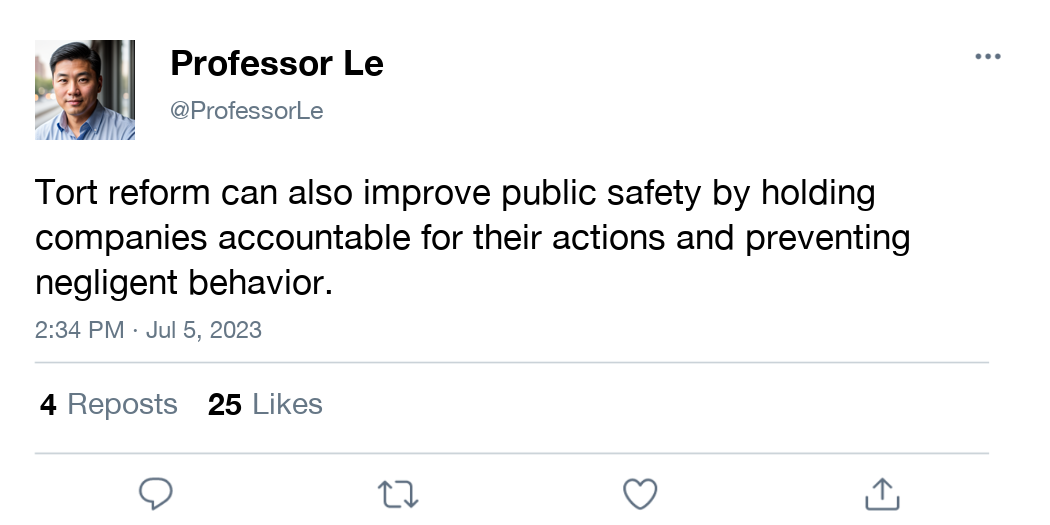 Professor Le
@ProfessorLe
Tort reform can also improve public safety by holding
companies accountable for their actions and preventing
negligent behavior.
2:34 PM · Jul 5, 2023
4 Reposts 25 Likes